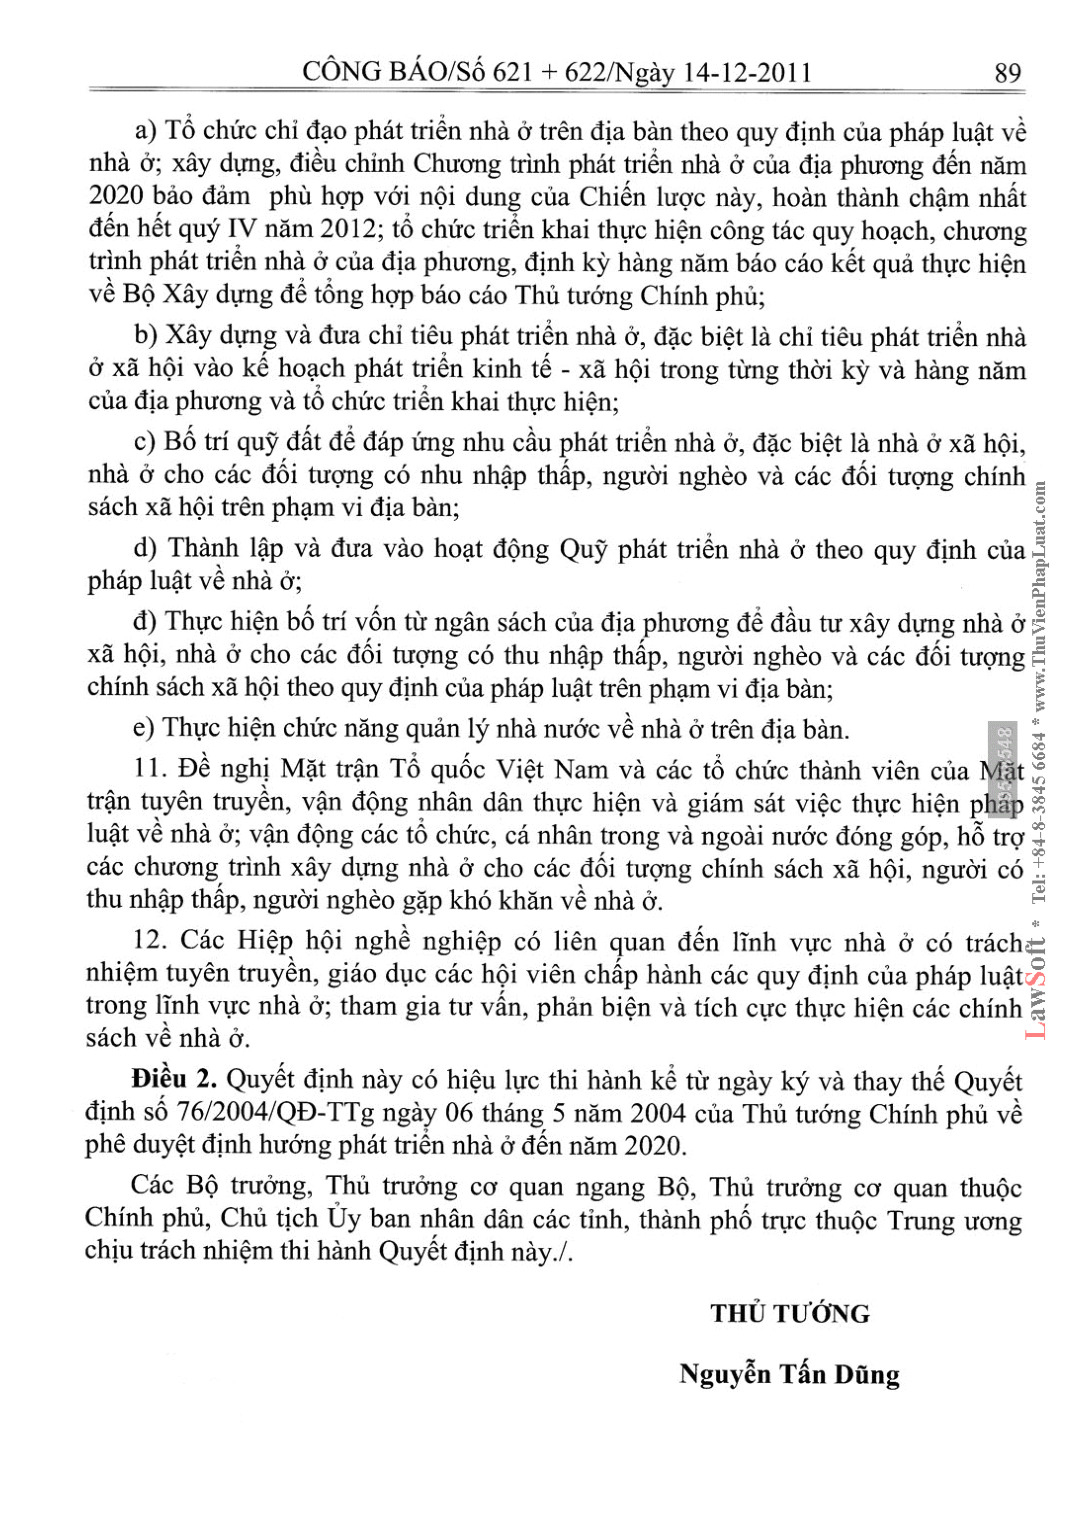 CÔNG BÁO/Số 621 + 622/Ngày 14-12-2011 89
a) Tổ chức chỉ đạo phát triển nhà ở trên địa bàn theo quy định của pháp luật về
nhà ở; xây dựng, điều chỉnh Chương trình phát triển nhà ở của địa phương đến năm
2020 bảo đảm phù hợp với nội dung của Chiến lược này, hoàn thành chậm nhất
đến hết quý IV năm 2012; tổ chức triển khai thực hiện công tác quy hoạch, chương
trình phát triển nhà ở của địa phương, định kỳ hàng năm báo cáo kết quả thực hiện
về Bộ Xây dựng để tổng hợp báo cáo Thủ tướng Chính phủ;
b) Xây dựng và đưa chỉ tiêu phát triển nhà ở, đặc biệt là chỉ tiêu phát triển nhà
ở xã hội vào kế hoạch phát triển kinh tế - xã hội trong từng thời kỳ và hàng năm
của địa phương và tổ chức triển khai thực hiện;
c) Bố trí quỹ đất để đáp ứng nhu cầu phát triển nhà ở, đặc biệt là nhà ở xã hội,
nhà ở cho các đối tượng có nhu nhập thấp, người nghèo và các đối tượng chính
sách xã hội trên phạm vi địa bàn;
d) Thành lập và đưa vào hoạt động Quỹ phát triển nhà ở theo quy định của
pháp luật về nhà ở;
đ) Thực hiện bố trí vốn từ ngân sách của địa phương để đầu tư xây dựng nhà ở
xã hội, nhà ở cho các đối tượng có thu nhập thấp, người nghèo và các đối tượng
chính sách xã hội theo quy định của pháp luật trên phạm vi địa bàn;
e) Thực hiện chức năng quản lý nhà nước về nhà ở trên địa bàn.
11. Đề nghị Mặt trận Tổ quốc Việt Nam và các tổ chức thành viên của Mặt
trận tuyên truyền, vận động nhân dân thực hiện và giám sát việc thực hiện pháp
luật về nhà ở; vận động các tổ chức, cá nhân trong và ngoài nước đóng góp, hỗ trợ
các chương trình xây dựng nhà ở cho các đối tượng chính sách xã hội, người có
thu nhập thấp, người nghèo gặp khó khăn về nhà ở.
12. Các Hiệp hội nghề nghiệp có liên quan đến lĩnh vực nhà ở có trách
nhiệm tuyên truyền, giáo dục các hội viên chấp hành các quy định của pháp luật
trong lĩnh vực nhà ở; tham gia tư vấn, phản biện và tích cực thực hiện các chính
sách về nhà ở.
Điều 2. Quyết định này có hiệu lực thi hành kể từ ngày ký và thay thế Quyết
định số 76/2004/QĐ-TTg ngày 06 tháng 5 năm 2004 của Thủ tướng Chính phủ về
phê duyệt định hướng phát triển nhà ở đến năm 2020.
Các Bộ trưởng, Thủ trưởng cơ quan ngang Bộ, Thủ trưởng cơ quan thuộc
Chính phủ, Chủ tịch Ủy ban nhân dân các tỉnh, thành phố trực thuộc Trung ương
chịu trách nhiệm thi hành Quyết định này./.
THỦ TƯỚNG
Nguyễn Tấn Dũng
LawSoft * Tel: +84-8-3845 6684 * www.ThuVienPhapLuat.com